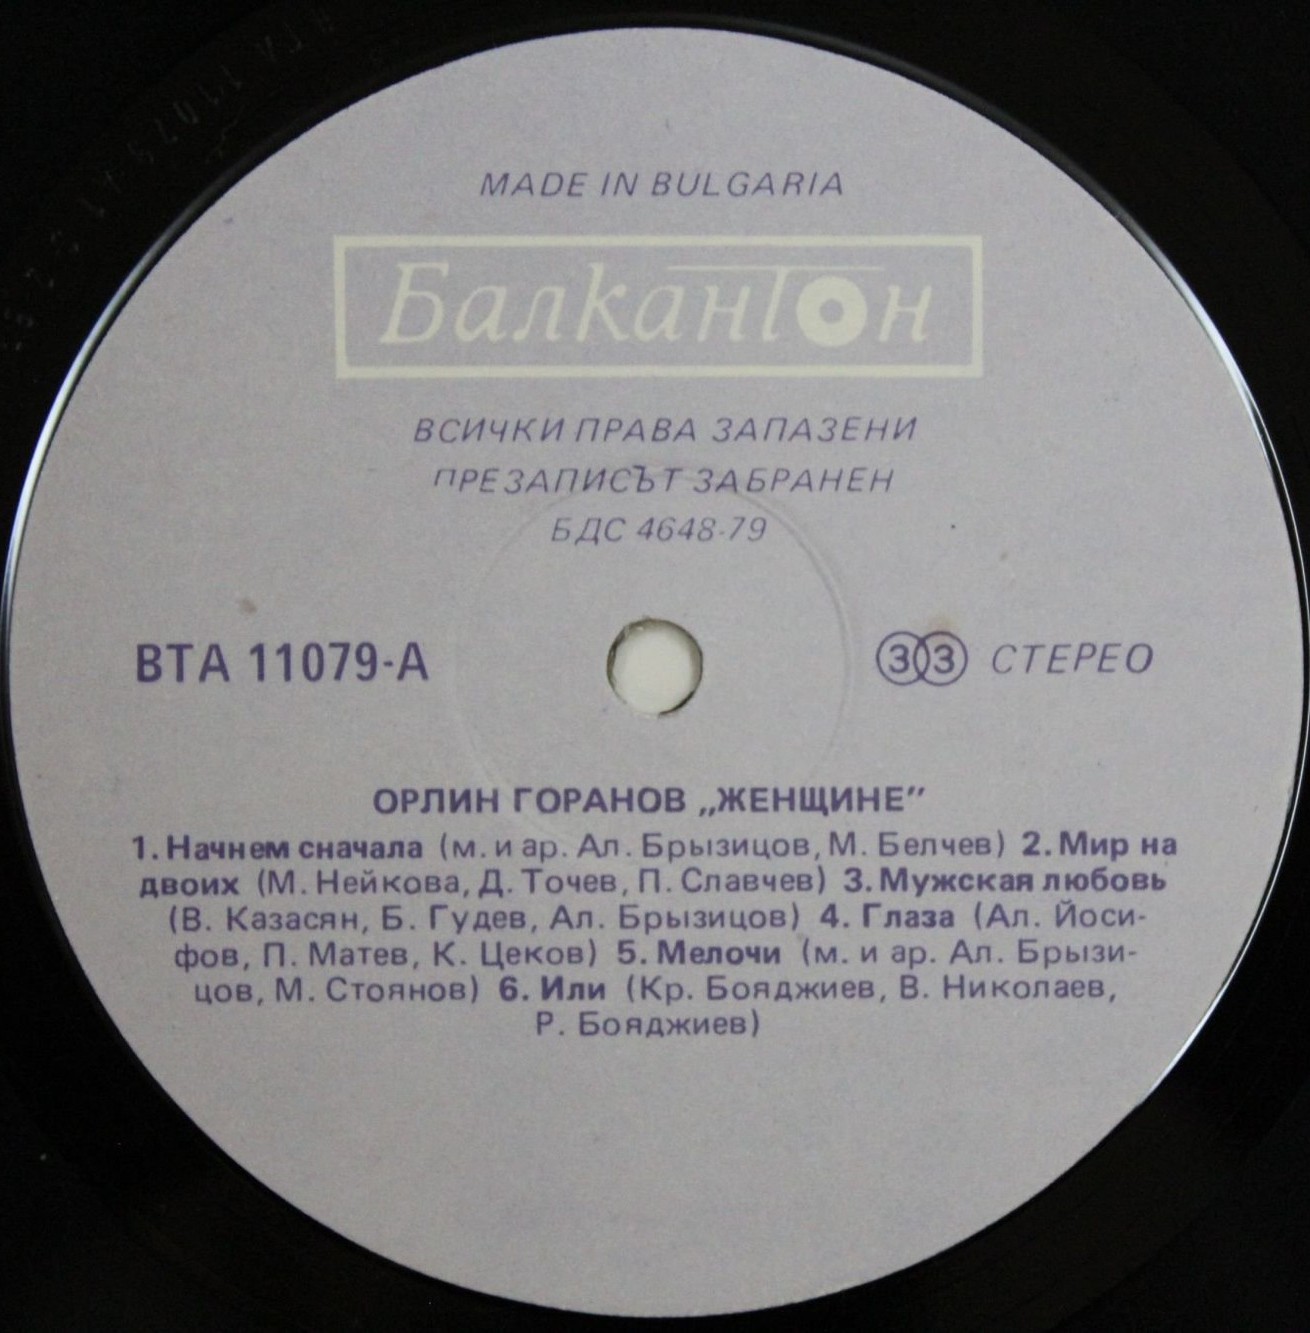 MADE IN BULGARIA
Балкантон
ВСИЧКИ ПРАВА ЗАПАЗЕНИ
ПРЕЗАПИСЪТ ЗАБРАНЕН
БДС 4648-79
ВТА 11079-А
33 СТЕРЕО
ОРЛИН ГОРАНОВ „ЖЕНЩИНЕ”
1. Начнем сначала (м. и ар. Ал. Брызицов, М. Белчев) 2. Мир на
двоих (М. Нейкова, Д. Точев, П. Славчев) 3. Мужская любовь
(В. Казасян, Б. Гудев, Ал. Брызицов) 4. Глаза (Ал. Йоси-
фов, П. Матев, К. Цеков) 5. Мелочи (м. и ар. Ал. Брызи-
цов, М. Стоянов) 6. Или (Кр. Бояджиев, В. Николаев,
Р. Бояджиев)